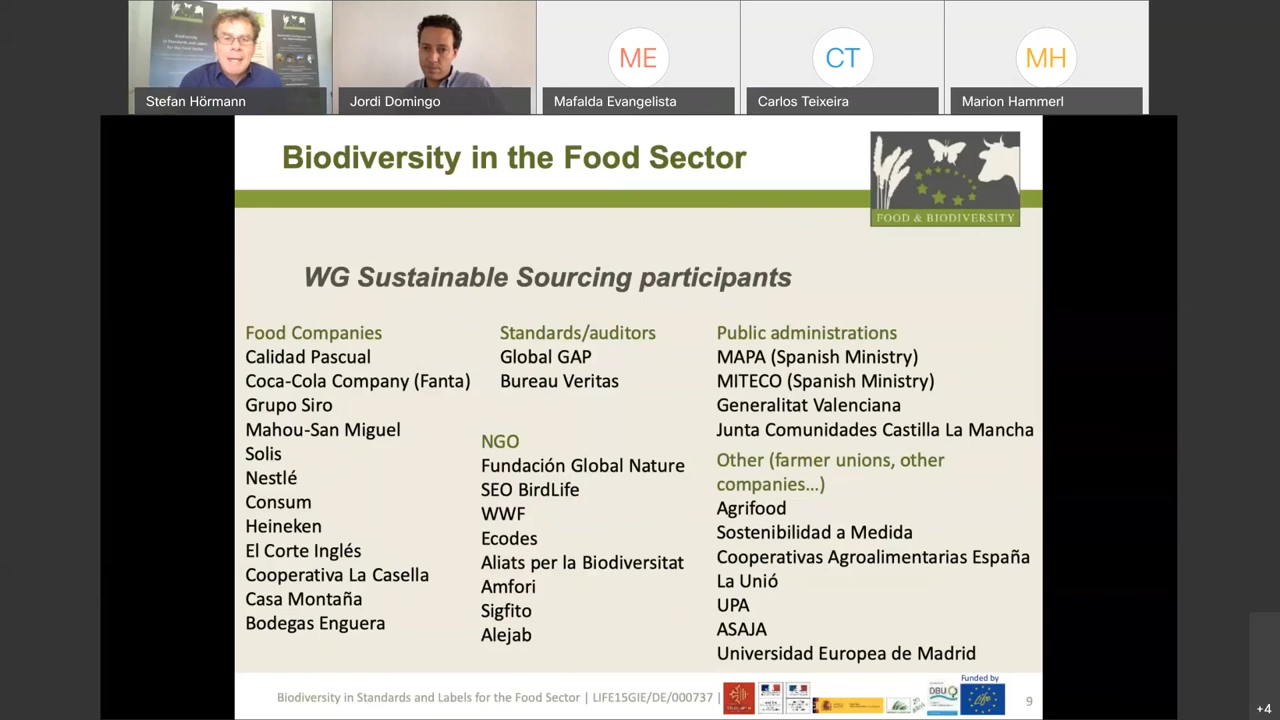 ME
CT
MH
Stefan Hörmann
Jordi Domingo
Mafalda Evangelista
Carlos Teixeira
Marion Hammerl
Biodiversity in the Food Sector
FOOD & BIODIVERSITY
WG Sustainable Sourcing participants
Food Companies
Calidad Pascual
Coca-Cola Company (Fanta)
Grupo Siro
Mahou-San Miguel
Solis
Nestlé
Consum
Heineken
El Corte Inglés
Cooperativa La Casella
Casa Montaña
Bodegas Enguera
Standards/auditors
Global GAP
Bureau Veritas
NGO
Fundación Global Nature
SEO BirdLife
WWF
Ecodes
Aliats per la Biodiversitat
Amfori
Sigfito
Alejab
Public administrations
MAPA (Spanish Ministry)
MITECO (Spanish Ministry)
Generalitat Valenciana
Junta Comunidades Castilla La Mancha
Other (farmer unions, other
companies...)
Agrifood
Sostenibilidad a Medida
Cooperativas Agroalimentarias España
La Unió
UPA
ASAJA
Universidad Europea de Madrid
Biodiversity in Standards and Labels for the Food Sector | LIFE15GIE/DE/000737 |
DBU
Funded by
9
+4